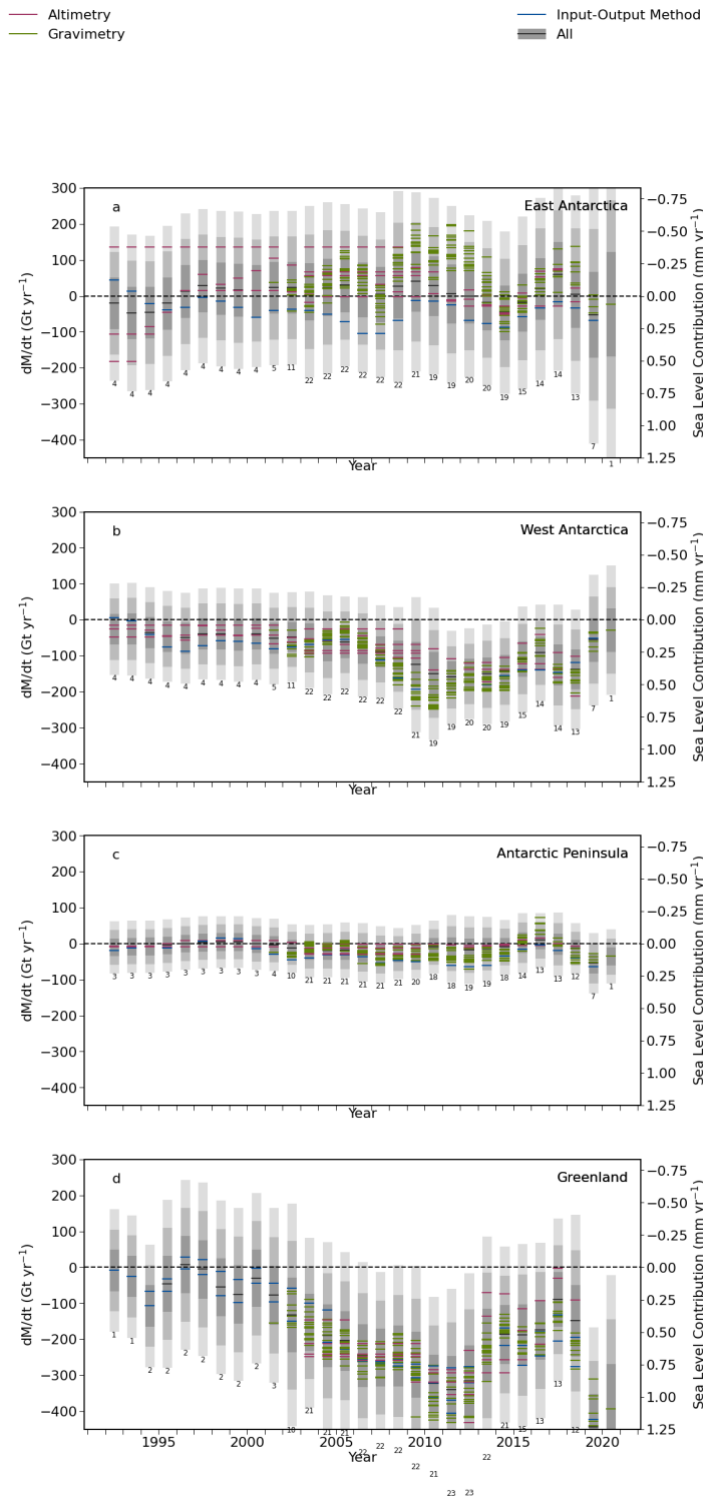 Altimetry
Gravimetry
Input-Output Method
All
a
East Antarctica
300
200
100
0
−100
−200
−300
−400
dM/dt (Gt yr−1)
−0.75
−0.50
−0.25
0.00
0.25
0.50
0.75
1.00
1.25
Sea Level Contribution (mm yr−1)
4 4 4 4 4 4 4 4 4 5 11 22 22 22 22 22 22 21 19 19 20 20 19 15 14 14 13 7 1
Year
b
West Antarctica
300
200
100
0
−100
−200
−300
−400
dM/dt (Gt yr−1)
−0.75
−0.50
−0.25
0.00
0.25
0.50
0.75
1.00
1.25
Sea Level Contribution (mm yr−1)
4 4 4 4 4 4 4 4 4 5 11 22 22 22 22 22 22 21 19 19 20 20 19 15 14 14 13 7 1
Year
c
Antarctic Peninsula
300
200
100
0
−100
−200
−300
−400
dM/dt (Gt yr−1)
−0.75
−0.50
−0.25
0.00
0.25
0.50
0.75
1.00
1.25
Sea Level Contribution (mm yr−1)
3 3 3 3 3 3 3 3 3 4 10 21 21 21 21 21 21 20 18 18 19 19 18 14 13 13 12 7 1
Year
d
Greenland
300
200
100
0
−100
−200
−300
−400
dM/dt (Gt yr−1)
−0.75
−0.50
−0.25
0.00
0.25
0.50
0.75
1.00
1.25
Sea Level Contribution (mm yr−1)
1 1 2 2 2 2 2 2 2 3 21 21 21 22 22 22 22 21 23 23 22 21 15 13 13 12
1995 2000 2005 2010 2015 2020
Year